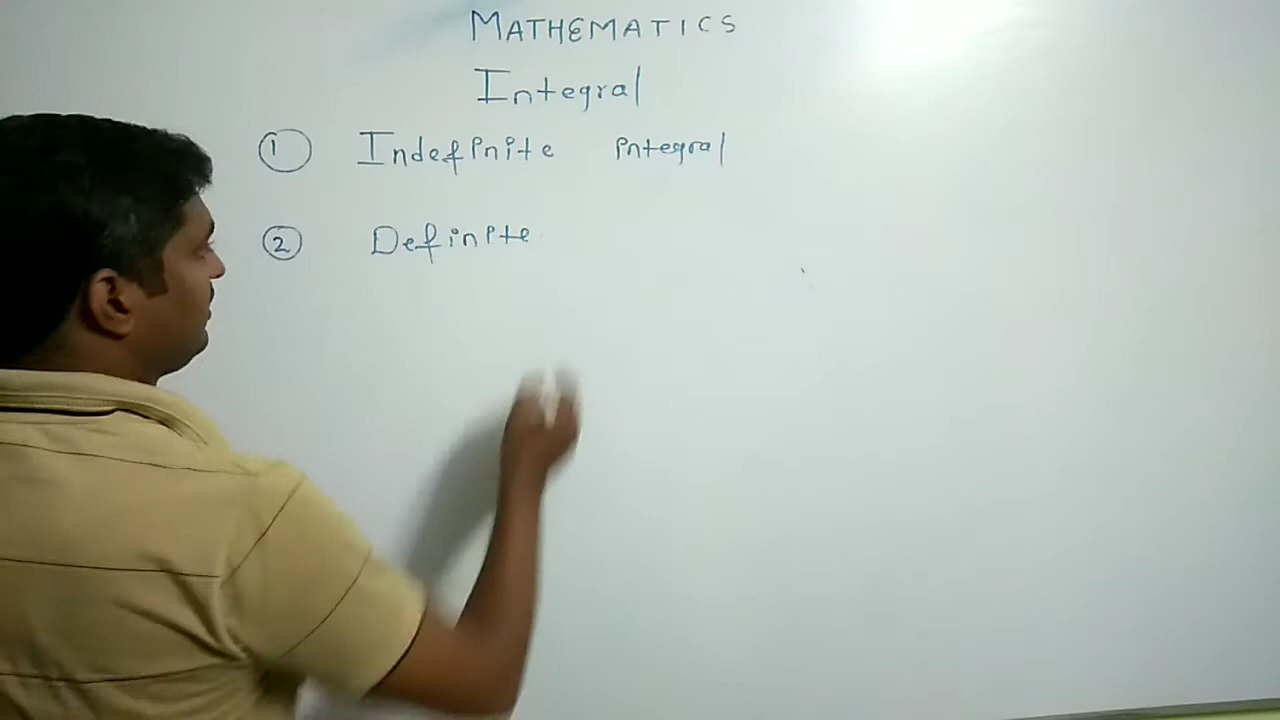 MATHEMATICS
Integral
① Indefinite integral
② Definite